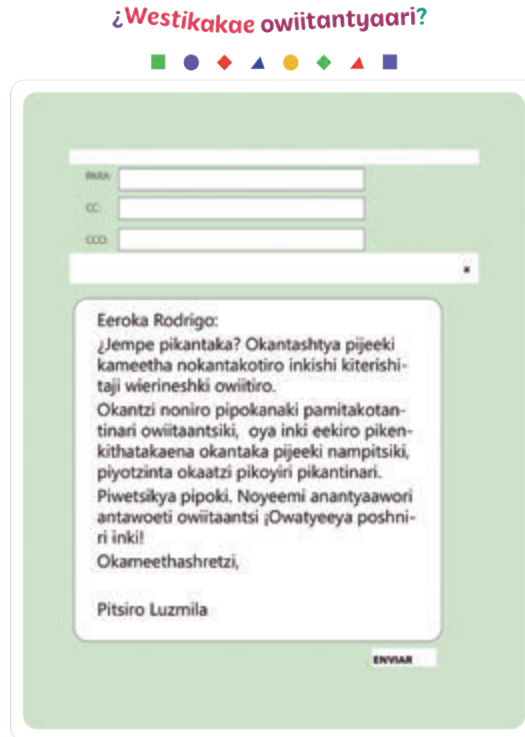 ¿Westikakae owiitantyaari?
PARA:
CC:
CCO:
Eeroka Rodrigo:
¿Jempe pikantaka? Okantashtya pijeeki
kameetha nokantakotiro inkishi kiterishi-
taji wierineshki owiitiro.
Okantzi noniro pipokanaki pamitakotan-
tinari owiitaantsiki, oya inki eekiro piken-
kithatakaena okantaka pijeeki nampitsiki,
piyotzinta okaatzi pikoyiri pikantinari.
Piwetsikya pipoki. Noyeemi anantyaawori
antawoeti owiitaantsi ¡Owatyeeya poshni-
ri inki!
Okameethashretzi,
Pitsiro Luzmila
ENVIAR